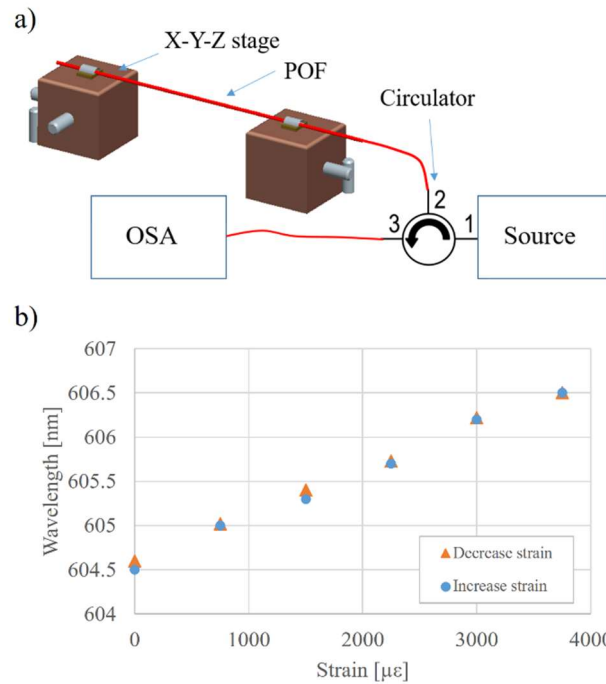 a)
X-Y-Z stage
POF
Circulator
2
3
1
OSA
Source
b)
607
606.5
606
605.5
605
604.5
604
Wavelength [nm]
Decrease strain
Increase strain
0
1000
2000
3000
4000
Strain [µε]